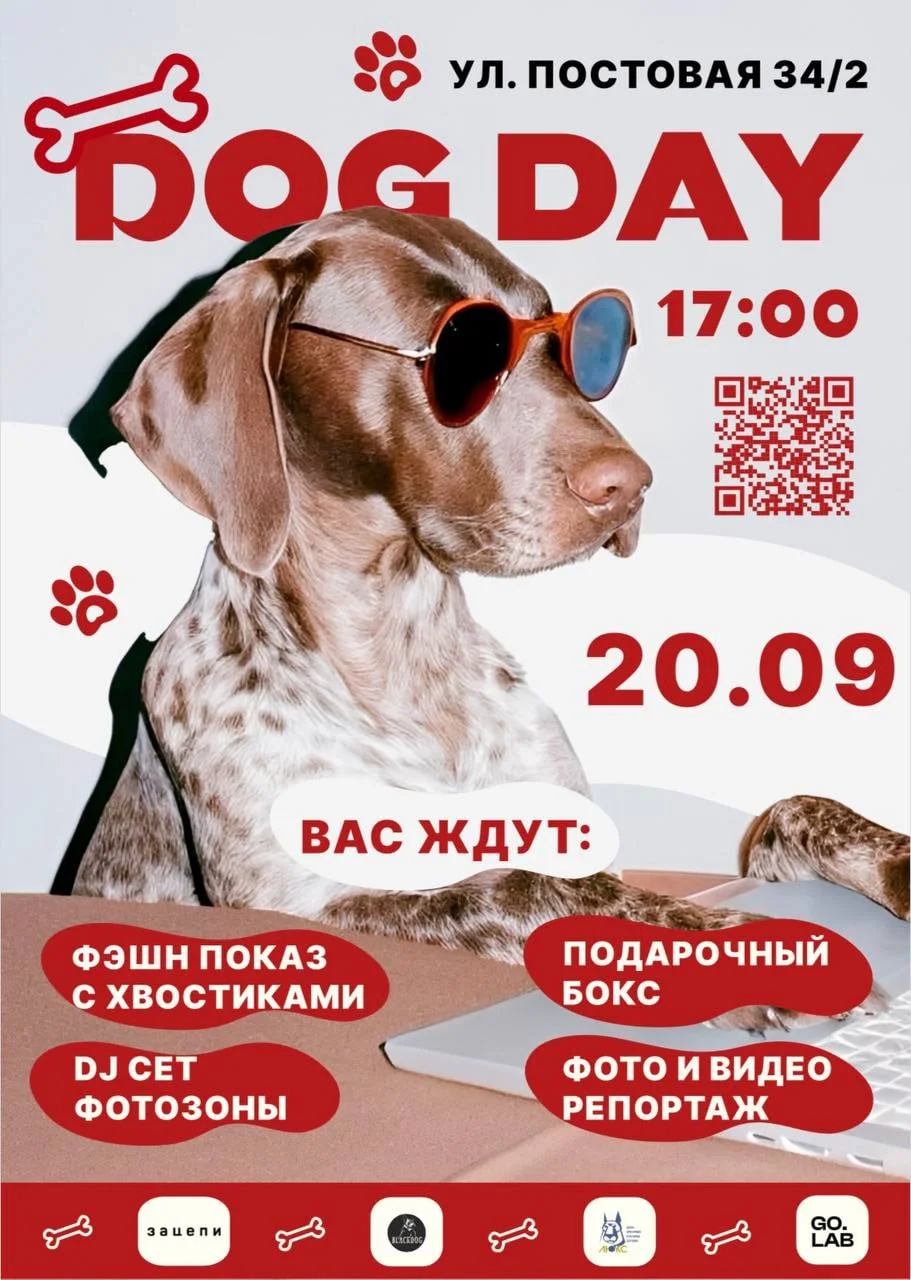 УЛ. ПОСТОВАЯ 34/2
DOG DAY
17:00
20.09
ВАС ЖДУТ:
ФЭШН ПОКАЗ
С ХВОСТИКАМИ
ПОДАРОЧНЫЙ
БОКС
DJ СЕТ
ФОТОЗОНЫ
ФОТО И ВИДЕО
РЕПОРТАЖ
зацепи
BLACKDOG
ЛЮКС
GO.
LAB